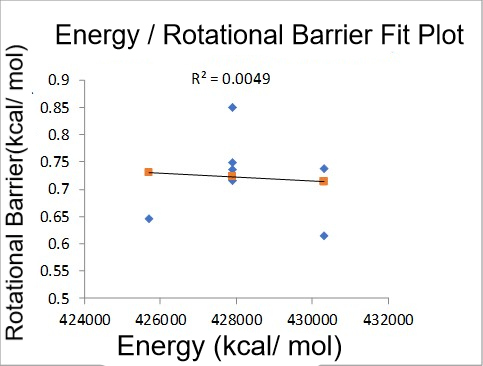 Energy / Rotational Barrier Fit Plot
R² = 0.0049
Rotational Barrier(kcal/ mol)
0.9
0.85
0.8
0.75
0.7
0.65
0.6
0.55
0.5
424000 426000 428000 430000 432000
Energy (kcal/ mol)